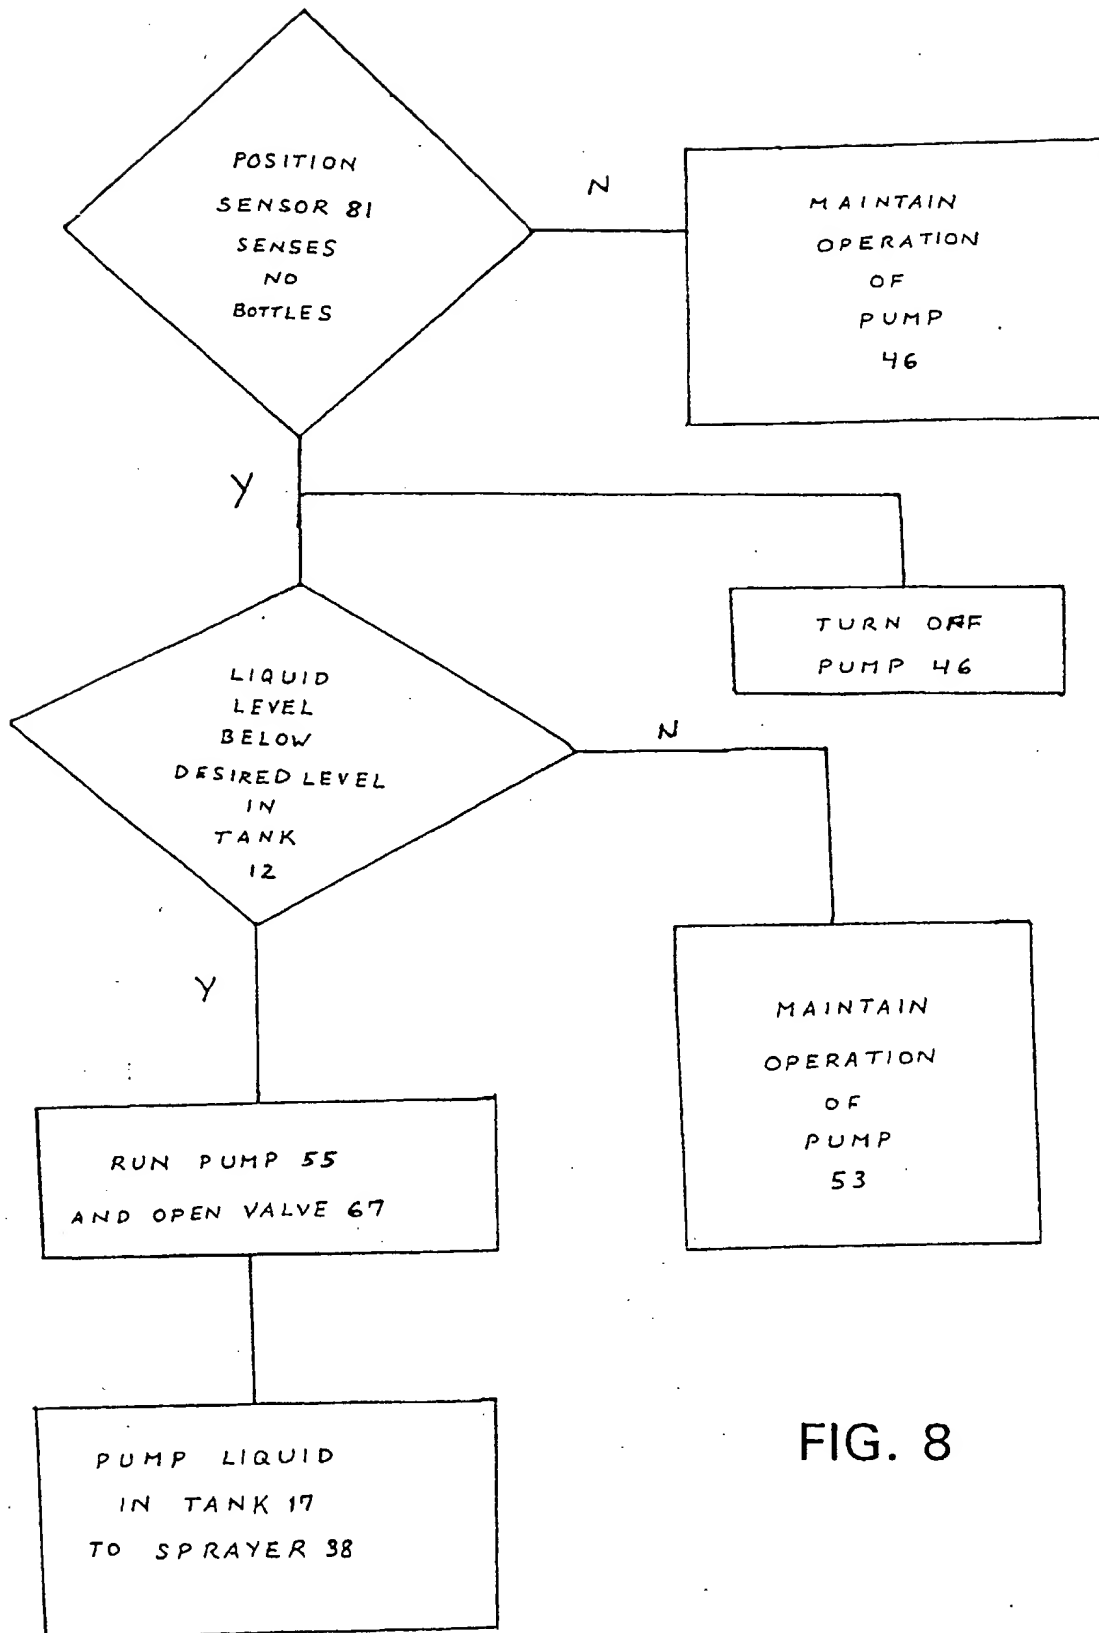 POSITION
SENSOR 81
SENSES
NO
BOTTLES
N
MAINTAIN
OPERATION
OF
PUMP
46
Y
TURN OFF
PUMP 46
LIQUID
LEVEL
BELOW
DESIRED LEVEL
IN
TANK
12
N
MAINTAIN
OPERATION
OF
PUMP
53
Y
RUN PUMP 55
AND OPEN VALVE 67
PUMP LIQUID
IN TANK 17
TO SPRAYER 38
FIG. 8